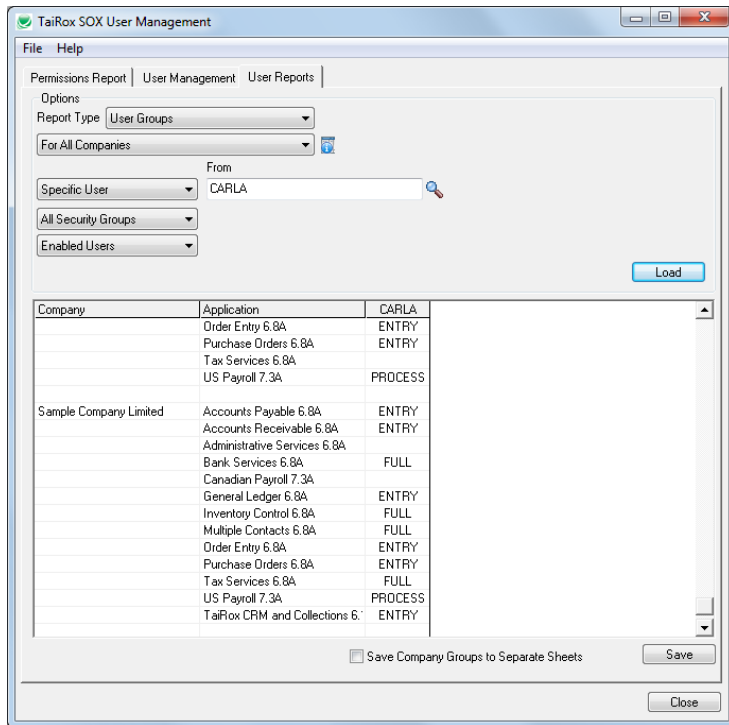 TaiRox SOX User Management
File Help
Permissions Report User Management User Reports
Options
Report Type User Groups
For All Companies
From
Specific User CARLA
All Security Groups
Enabled Users
Load
Company Application CARLA
Order Entry 6.8A ENTRY
Purchase Orders 6.8A ENTRY
Tax Services 6.8A
US Payroll 7.3A PROCESS
Sample Company Limited Accounts Payable 6.8A ENTRY
Accounts Receivable 6.8A ENTRY
Administrative Services 6.8A
Bank Services 6.8A FULL
Canadian Payroll 7.3A
General Ledger 6.8A ENTRY
Inventory Control 6.8A FULL
Multiple Contacts 6.8A FULL
Order Entry 6.8A ENTRY
Purchase Orders 6.8A ENTRY
Tax Services 6.8A FULL
US Payroll 7.3A PROCESS
TaiRox CRM and Collections 6. ENTRY
Save Company Groups to Separate Sheets Save
Close